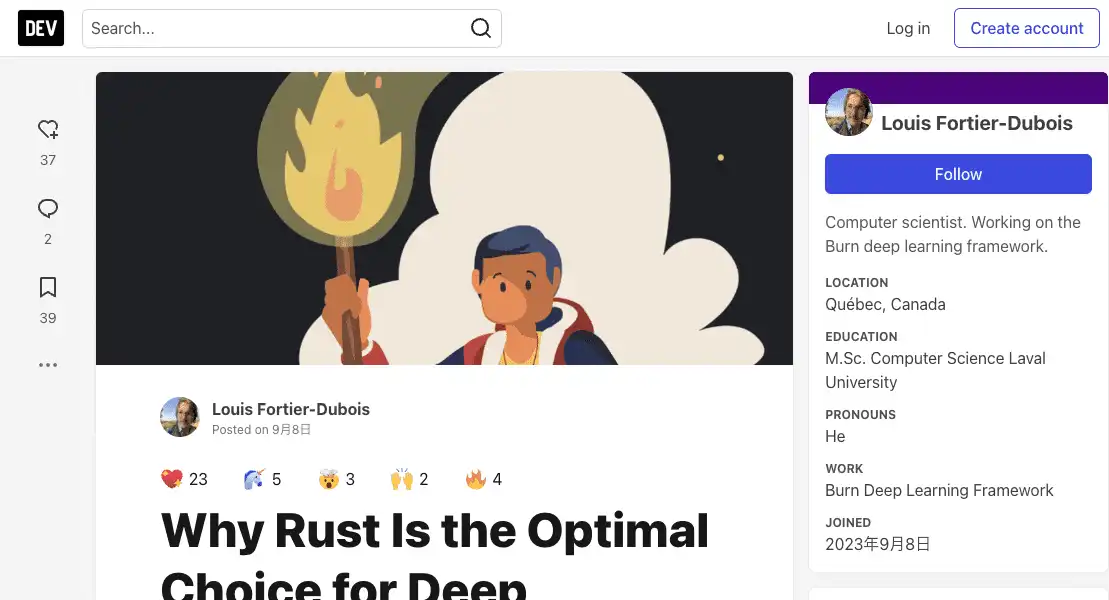 DEV
Search...
Log in
Create account
37
2
39
Louis Fortier-Dubois
Posted on 9月8日
23
5
3
2
4
Why Rust Is the Optimal
Choice for Deep
Louis Fortier-Dubois
Follow
Computer scientist. Working on the
Burn deep learning framework.
LOCATION
Québec, Canada
EDUCATION
M.Sc. Computer Science Laval
University
PRONOUNS
He
WORK
Burn Deep Learning Framework
JOINED
2023年9月8日